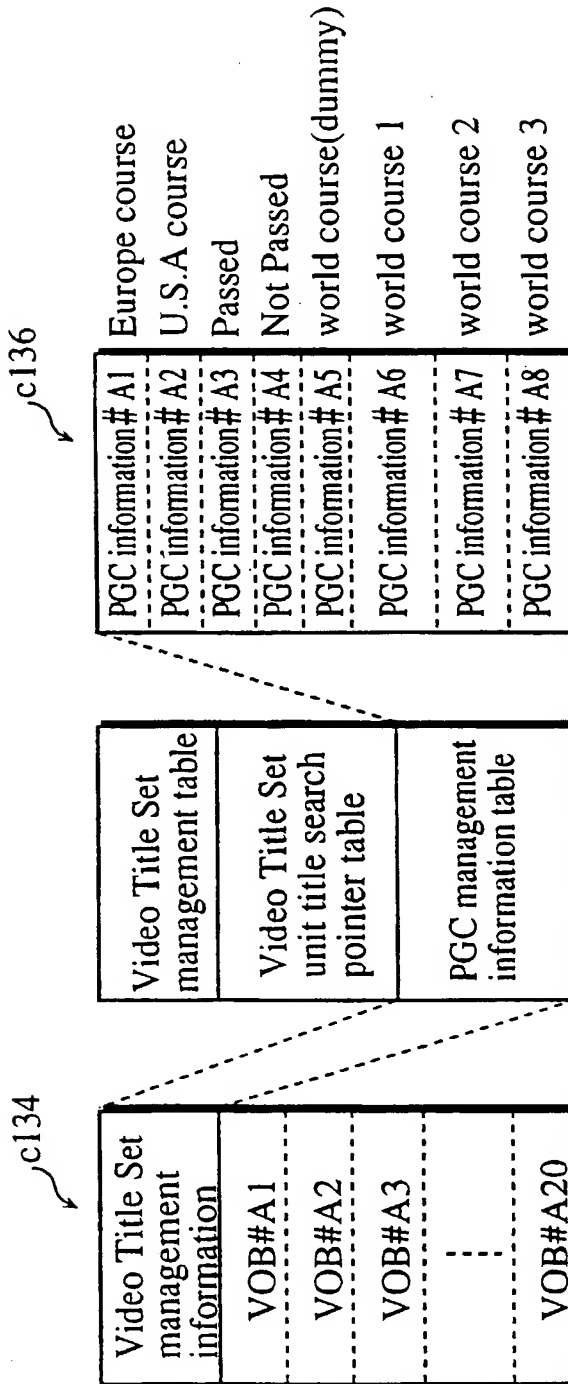 c134
Video Title Set
management
information
VOB#A1
VOB#A2
VOB#A3
VOB#A20
Video Title Set
management table
Video Title Set
unit title search
pointer table
PGC management
information table
c136
PGC information# A1
Europe course
PGC information# A2
U.S.A course
PGC information# A3
Passed
PGC information# A4
Not Passed
PGC information# A5
world course(dummy)
PGC information# A6
world course 1
PGC information# A7
world course 2
PGC information# A8
world course 3